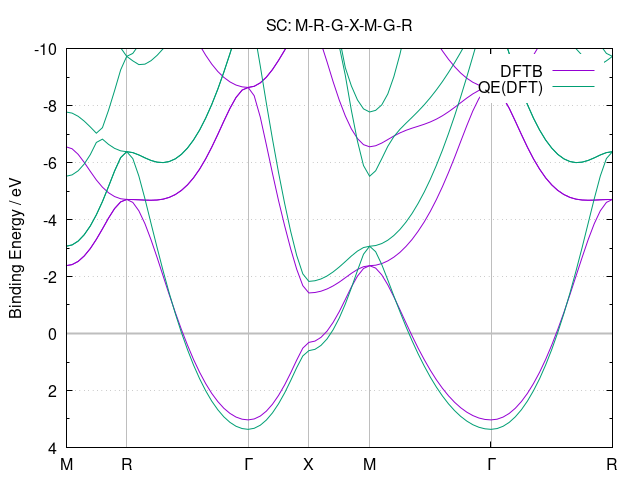 SC: M-R-G-X-M-G-R
-10
-8
-6
-4
-2
0
2
4
Binding Energy / eV
DFTB
QE(DFT)
M R Γ X M Γ R